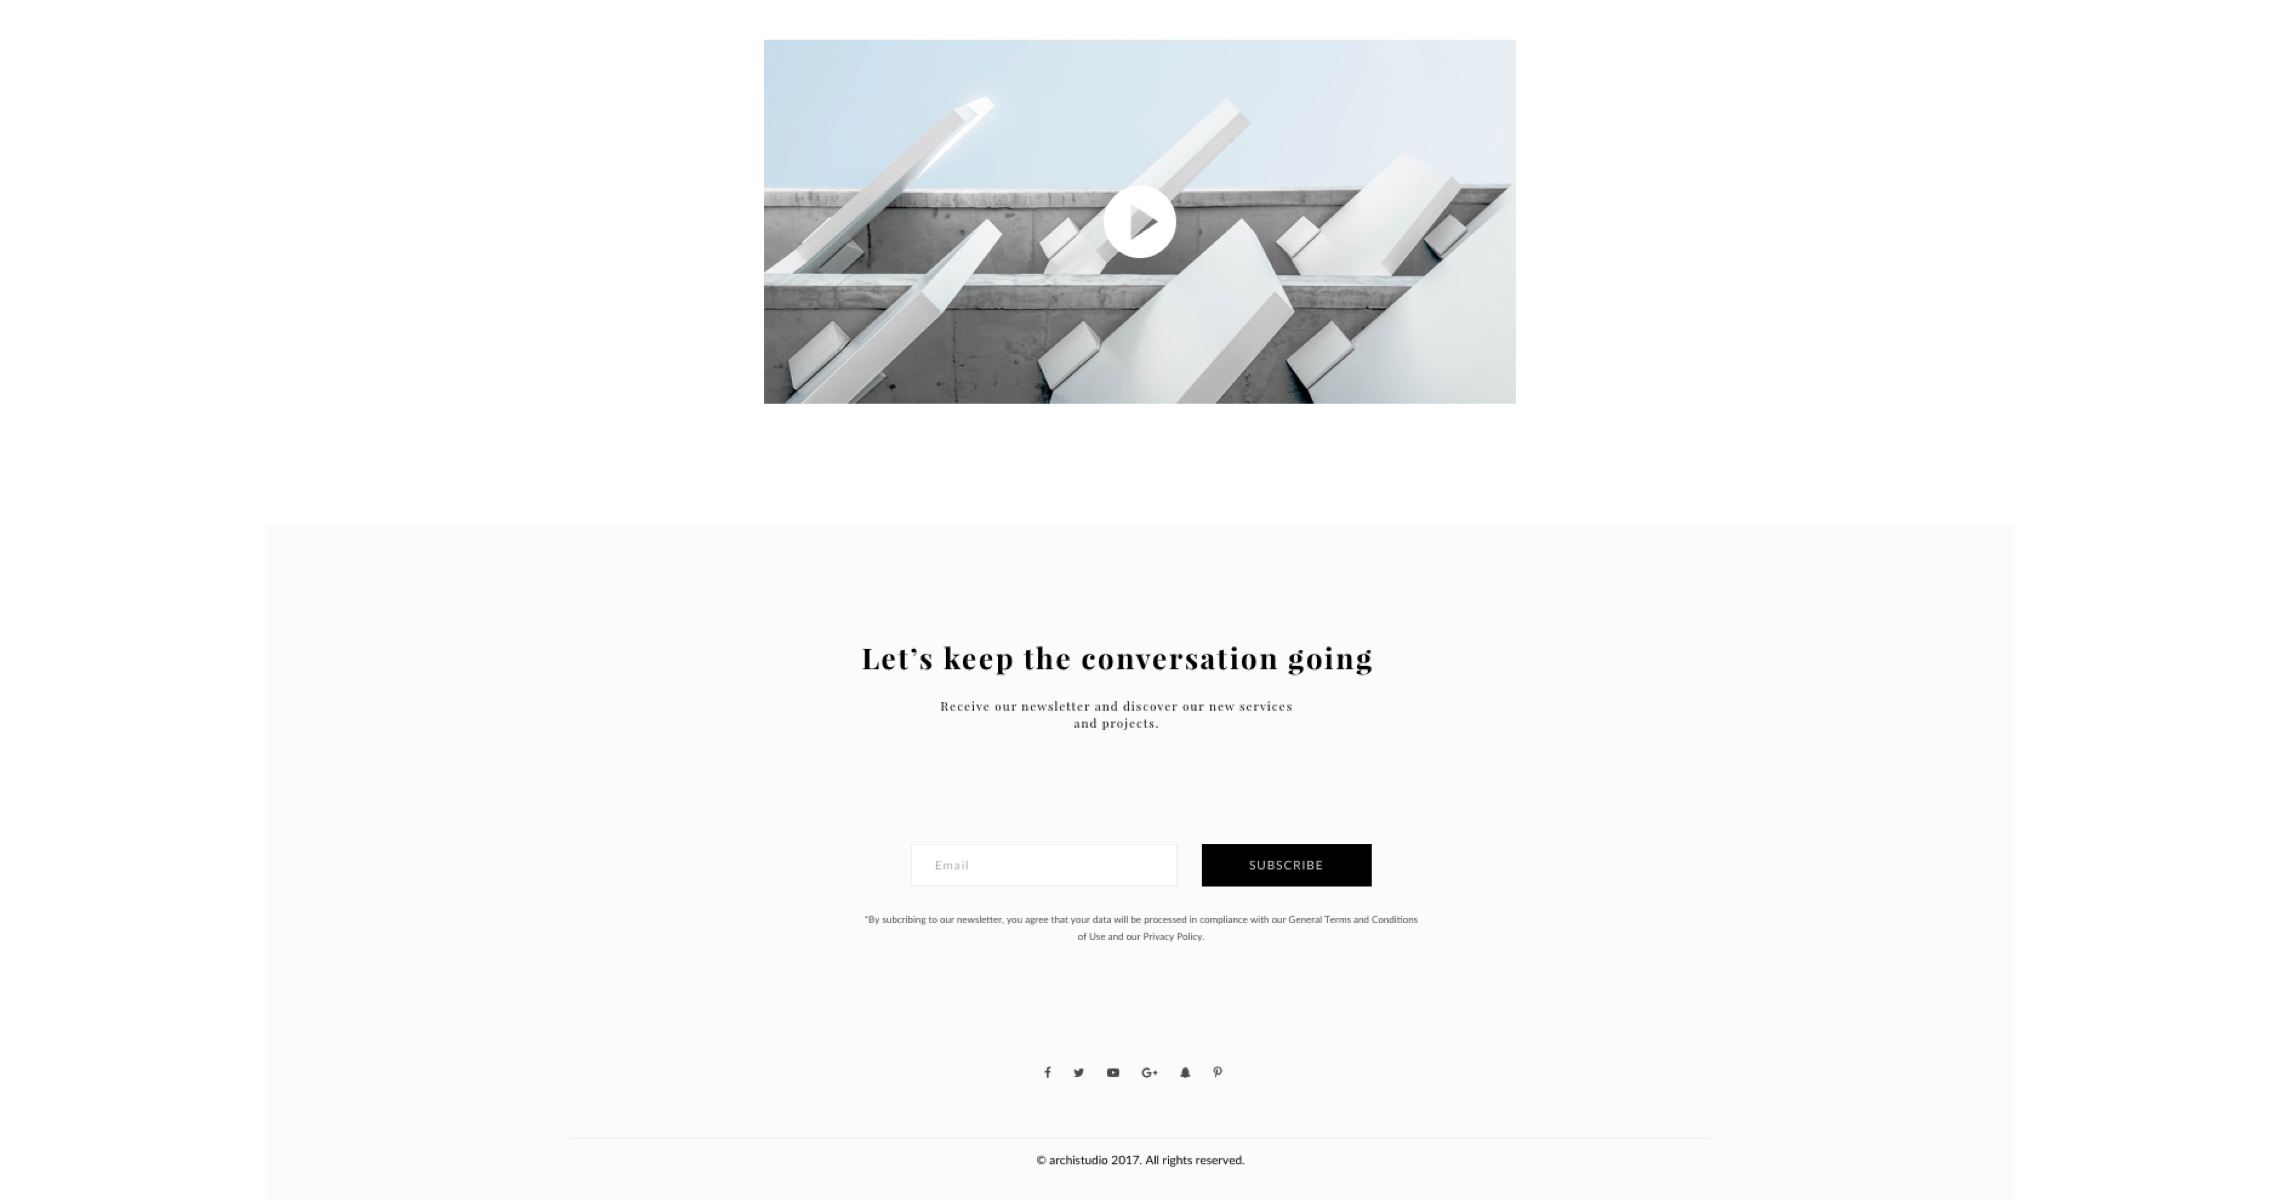 Let’s keep the conversation going
Receive our newsletter and discover our new services
and projects.
Email
SUBSCRIBE
*By subcribing to our newsletter, you agree that your data will be processed in compliance with our General Terms and Conditions
of Use and our Privacy Policy.
© archistudio 2017. All rights reserved.